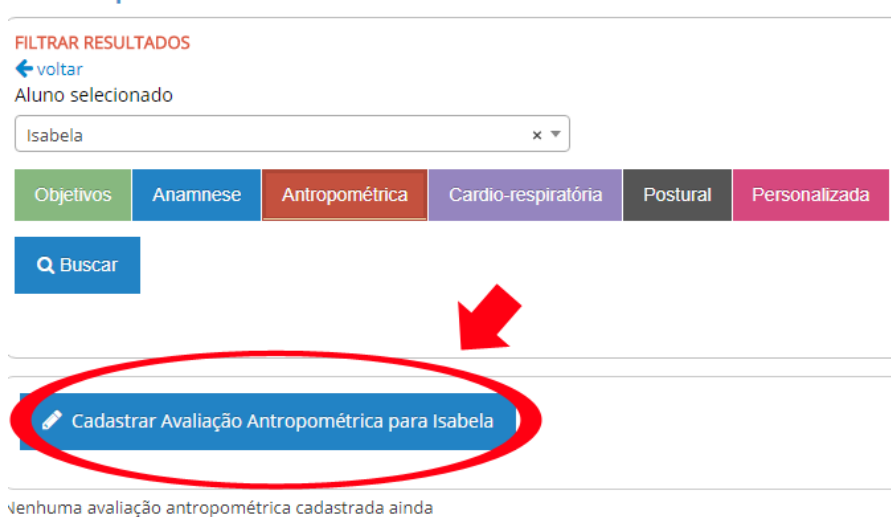 FILTRAR RESULTADOS
voltar
Aluno selecionado
Isabela × 
Objetivos Anamnese Antropométrica Cardio-respiratória Postural Personalizada
Buscar
Cadastrar Avaliação Antropométrica para Isabela
Nenhuma avaliação antropométrica cadastrada ainda